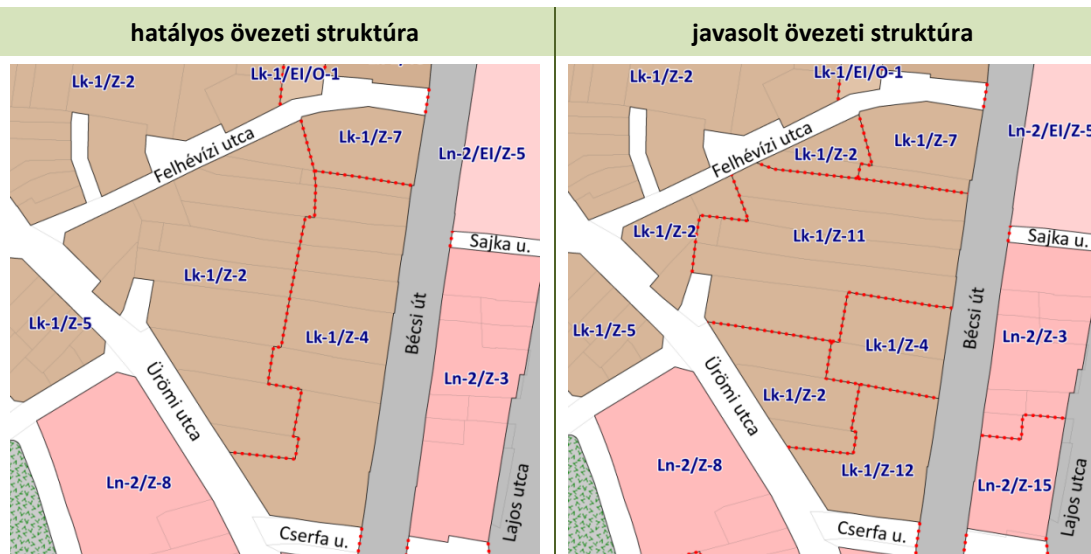 hatályos övezeti struktúra
javasolt övezeti struktúra
Lk-1/Z-2
Lk-1/EI/O-1
Lk-1/Z-7
Ln-2/EI/Z-5
Felhévízi utca
Sajka u.
Lk-1/Z-2
Bécsi út
Lk-1/Z-5
Lk-1/Z-4
Ln-2/Z-3
Ürömi utca
Ln-2/Z-8
Lajos utca
Cserfa u.
Lk-1/Z-2
Lk-1/EI/O-1
Lk-1/Z-7
Ln-2/EI/Z-5
Felhévízi utca
Lk-1/Z-2
Lk-1/Z-2
Lk-1/Z-11
Sajka u.
Bécsi út
Lk-1/Z-5
Lk-1/Z-4
Ln-2/Z-3
Ürömi utca
Lk-1/Z-2
Ln-2/Z-8
Lk-1/Z-12
Ln-2/Z-15
Lajos utca
Cserfa u.